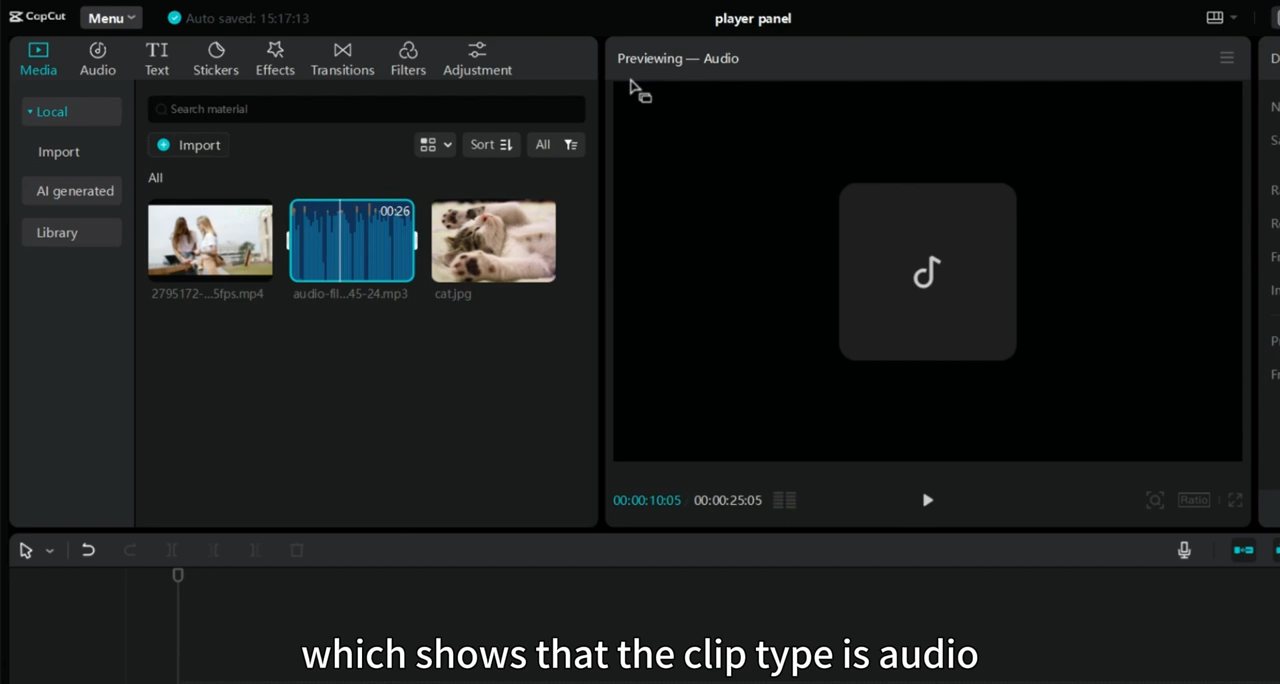 CapCut
Menu
Auto saved: 15:17:13
player panel
Media
Audio
Text
Stickers
Effects
Transitions
Filters
Adjustment
Local
Import
AI generated
Library
Search material
Import
Sort
All
All
00:26
2795172-...5fps.mp4
audio-fil...45-24.mp3
cat.jpg
Previewing — Audio
00:00:10:05
00:00:25:05
Ratio
which shows that the clip type is audio